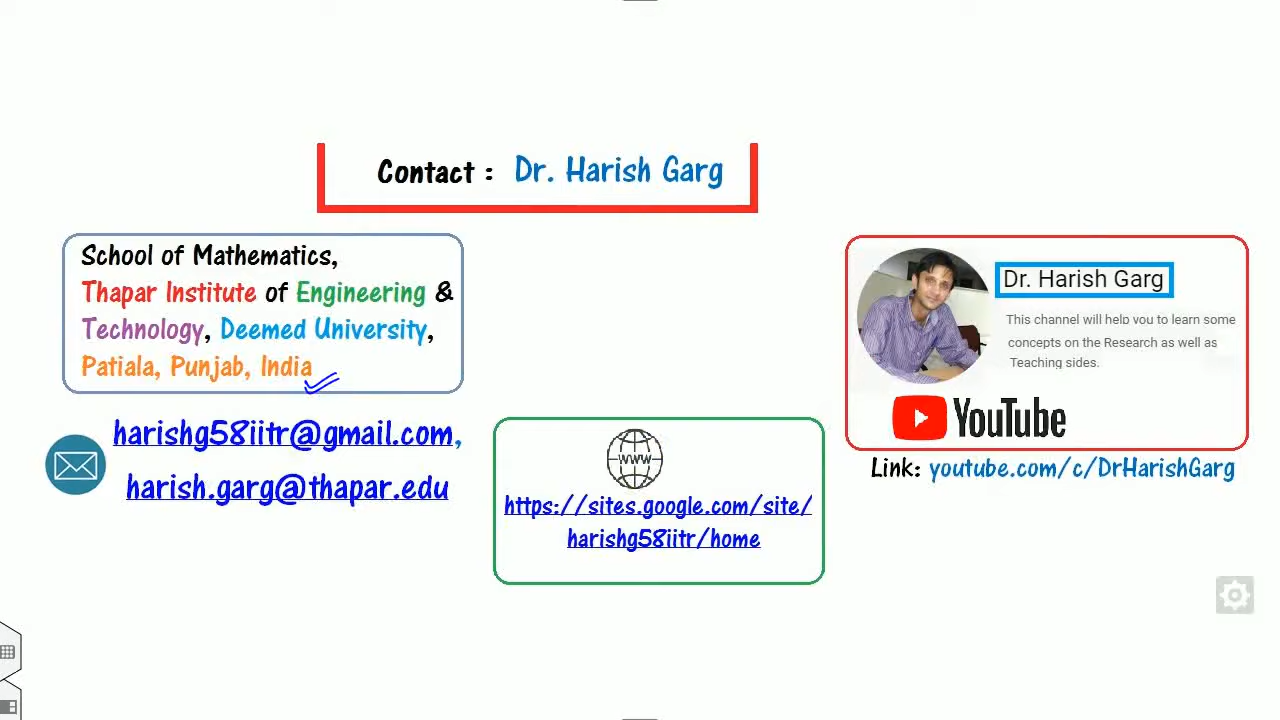 Contact : Dr. Harish Garg
School of Mathematics,
Thapar Institute of Engineering &
Technology, Deemed University,
Patiala, Punjab, India
harishg58iitr@gmail.com,
harish.garg@thapar.edu
www
https://sites.google.com/site/
harishg58iitr/home
Dr. Harish Garg
This channel will help you to learn some
concepts on the Research as well as
Teaching sides.
YouTube
Link: youtube.com/c/DrHarishGarg